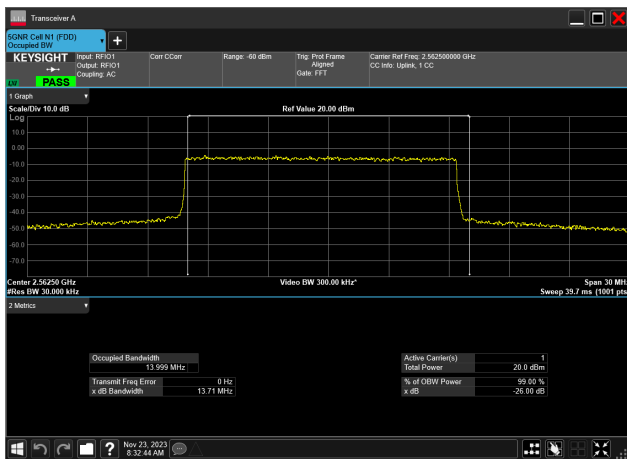 Transceiver A
5GNR Cell N1 (FDD)
Occupied BW
+
KEYSIGHT
Input: RFIO1
Output: RFIO1
Coupling: AC
Corr CCorr
Range: -60 dBm
Trig: Prot Frame
Aligned
Gate: FFT
Carrier Ref Freq: 2.562500000 GHz
CC Info: Uplink, 1 CC
PASS
1 Graph
Scale/Div 10.0 dB
Ref Value 20.00 dBm
Log
10.0
0.00
-10.0
-20.0
-30.0
-40.0
-50.0
-60.0
-70.0
Center 2.56250 GHz
Video BW 300.00 kHz*
Span 30 MHz
#Res BW 30.000 kHz
Sweep 39.7 ms (1001 pts
2 Metrics
Occupied Bandwidth
13.999 MHz
Transmit Freq Error 0 Hz
x dB Bandwidth 13.71 MHz
Active Carrier(s) 1
Total Power 20.0 dBm
% of OBW Power 99.00 %
x dB -26.00 dB
?
Nov 23, 2023
8:32:44 AM